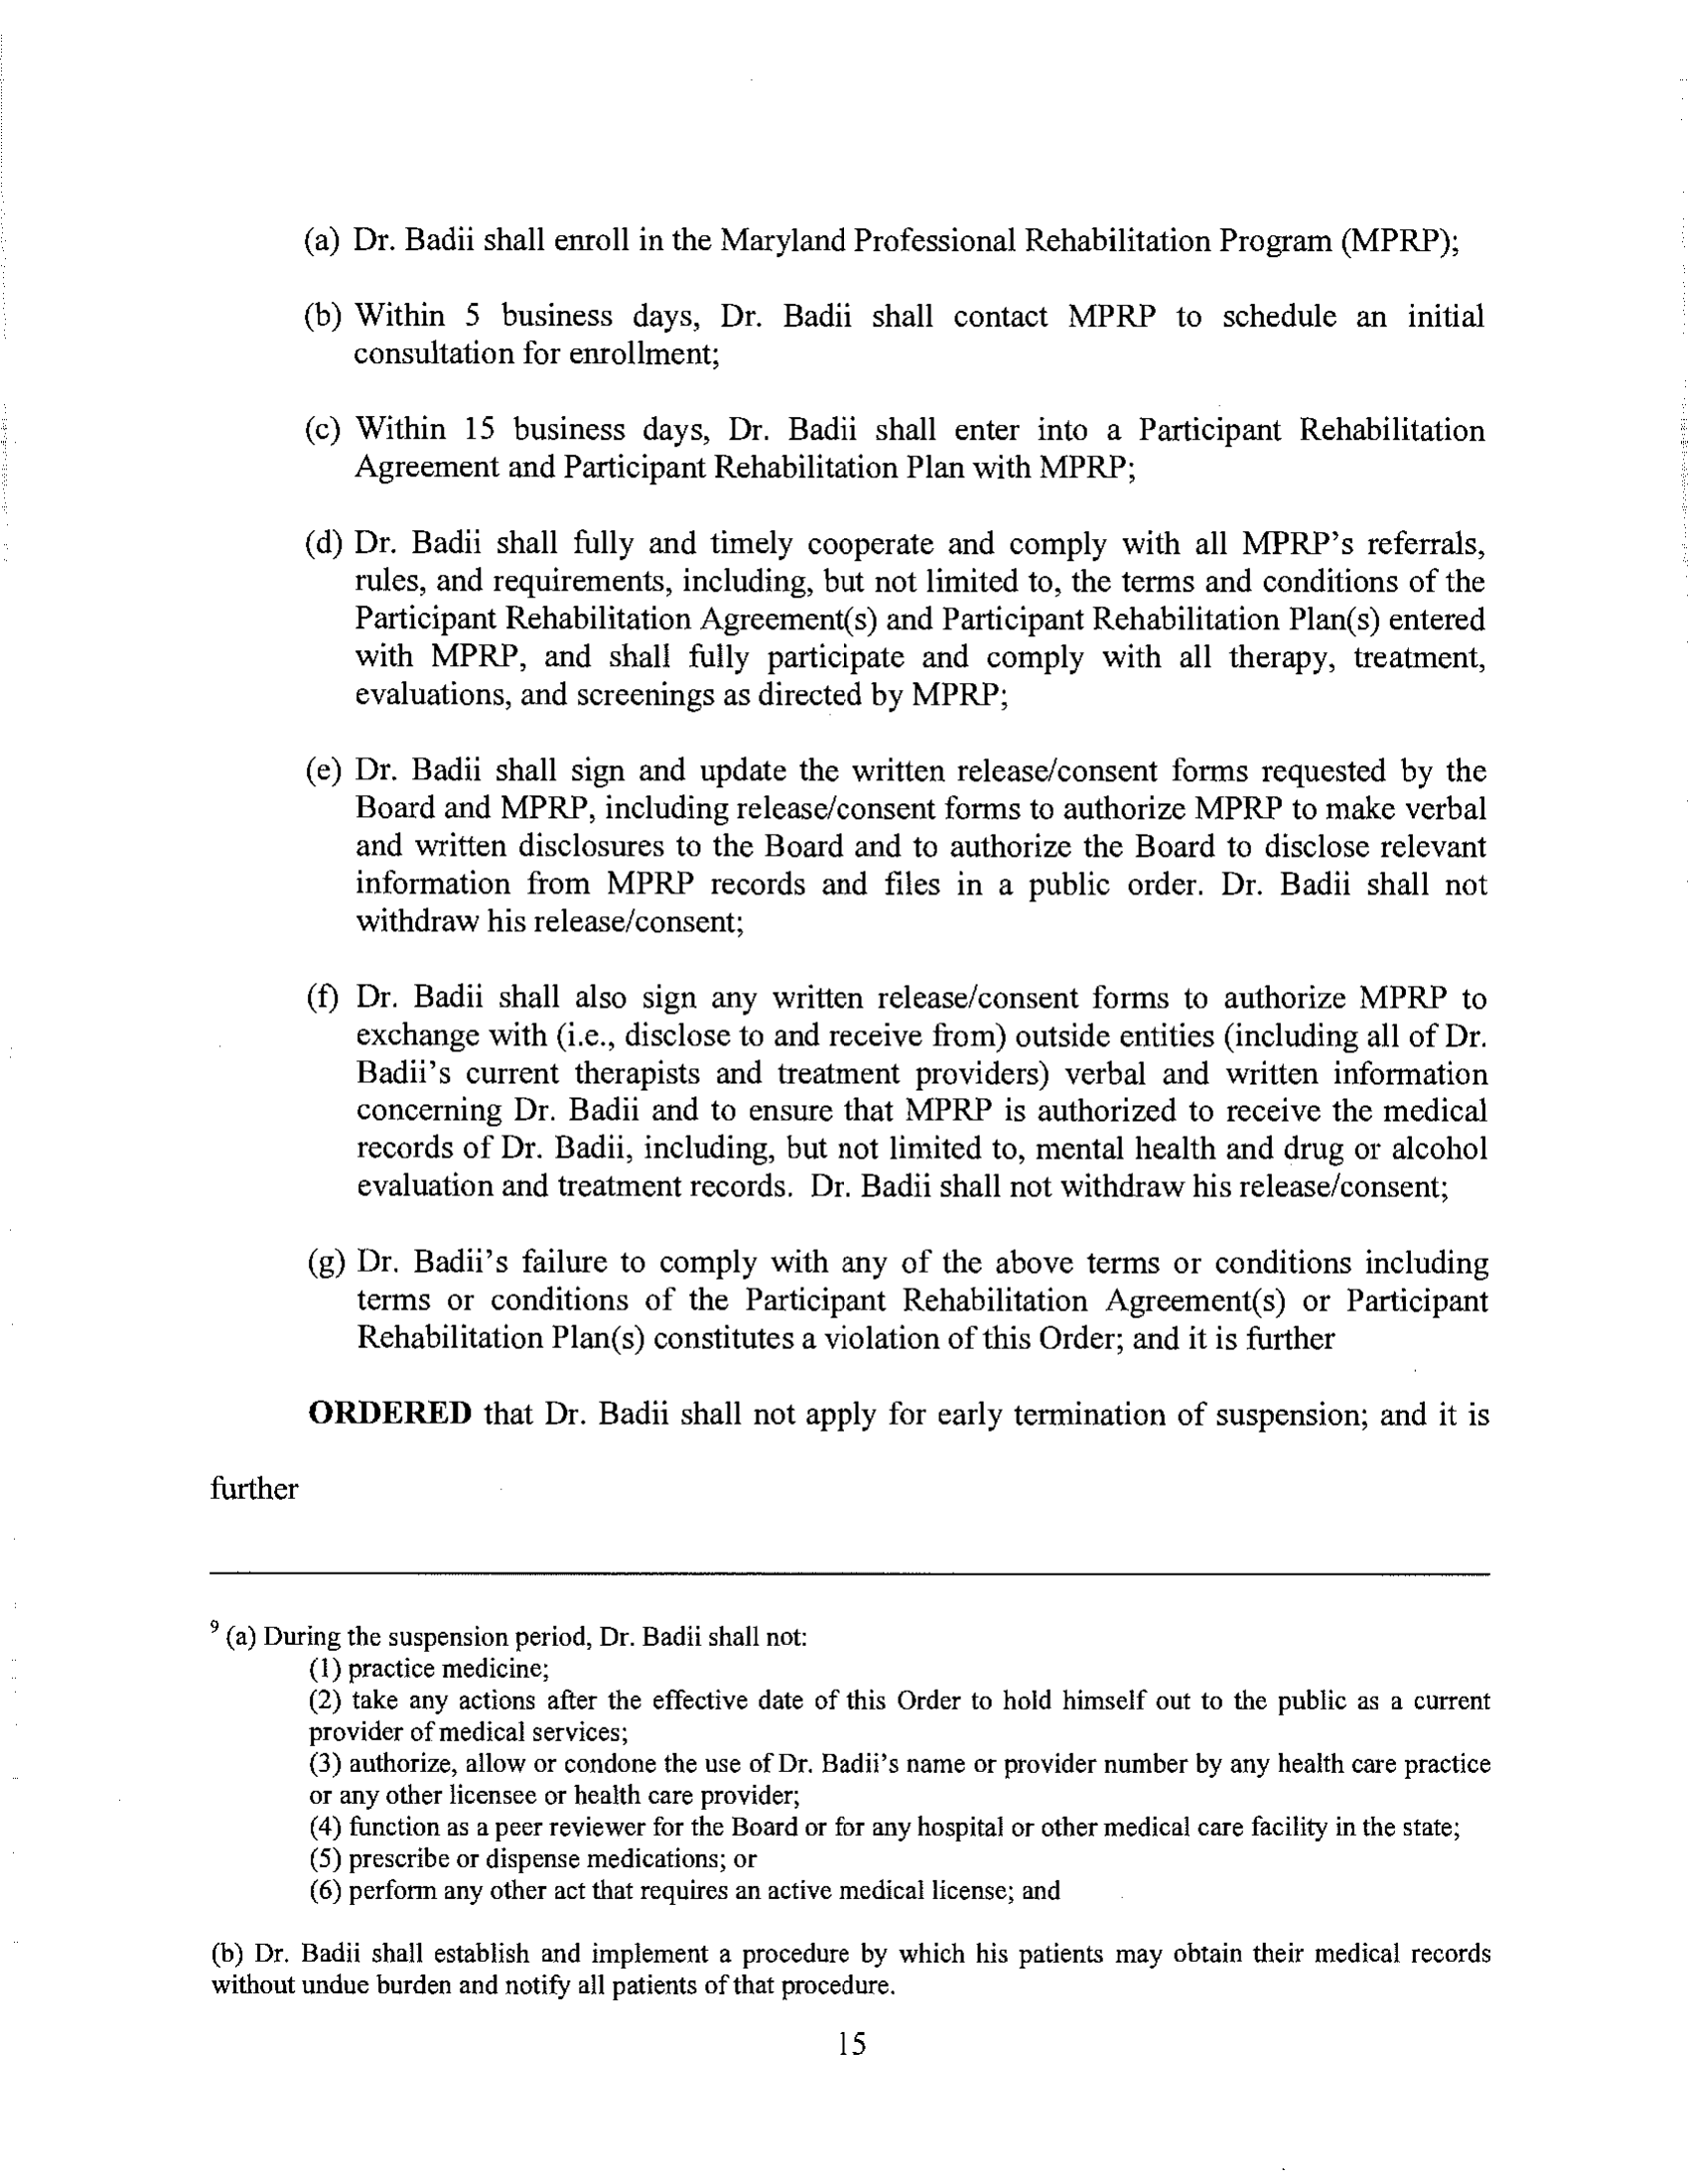 (a) Dr. Badii shall enroll in the Maryland Professional Rehabilitation Program (MPRP);
(b) Within 5 business days, Dr. Badii shall contact MPRP to schedule an initial
consultation for enrollment;
(c) Within 15 business days, Dr. Badii shall enter into a Participant Rehabilitation
Agreement and Participant Rehabilitation Plan with MPRP;
(d) Dr. Badii shall fully and timely cooperate and comply with all MPRP’s referrals,
rules, and requirements, including, but not limited to, the terms and conditions of the
Participant Rehabilitation Agreement(s) and Participant Rehabilitation Plan(s) entered
with MPRP, and shall fully participate and comply with all therapy, treatment,
evaluations, and screenings as directed by MPRP;
(e) Dr. Badii shall sign and update the written release/consent forms requested by the
Board and MPRP, including release/consent forms to authorize MPRP to make verbal
and written disclosures to the Board and to authorize the Board to disclose relevant
information from MPRP records and files in a public order. Dr. Badii shall not
withdraw his release/consent;
(f) Dr. Badii shall also sign any written release/consent forms to authorize MPRP to
exchange with (i.e., disclose to and receive from) outside entities (including all of Dr.
Badii’s current therapists and treatment providers) verbal and written information
concerning Dr. Badii and to ensure that MPRP is authorized to receive the medical
records of Dr. Badii, including, but not limited to, mental health and drug or alcohol
evaluation and treatment records. Dr. Badii shall not withdraw his release/consent;
(g) Dr. Badii’s failure to comply with any of the above terms or conditions including
terms or conditions of the Participant Rehabilitation Agreement(s) or Participant
Rehabilitation Plan(s) constitutes a violation of this Order; and it is further
ORDERED that Dr. Badii shall not apply for early termination of suspension; and it is
further
9 (a) During the suspension period, Dr. Badii shall not:
(1) practice medicine;
(2) take any actions after the effective date of this Order to hold himself out to the public as a current
provider of medical services;
(3) authorize, allow or condone the use of Dr. Badii’s name or provider number by any health care practice
or any other licensee or health care provider;
(4) function as a peer reviewer for the Board or for any hospital or other medical care facility in the state;
(5) prescribe or dispense medications; or
(6) perform any other act that requires an active medical license; and
(b) Dr. Badii shall establish and implement a procedure by which his patients may obtain their medical records
without undue burden and notify all patients of that procedure.
15